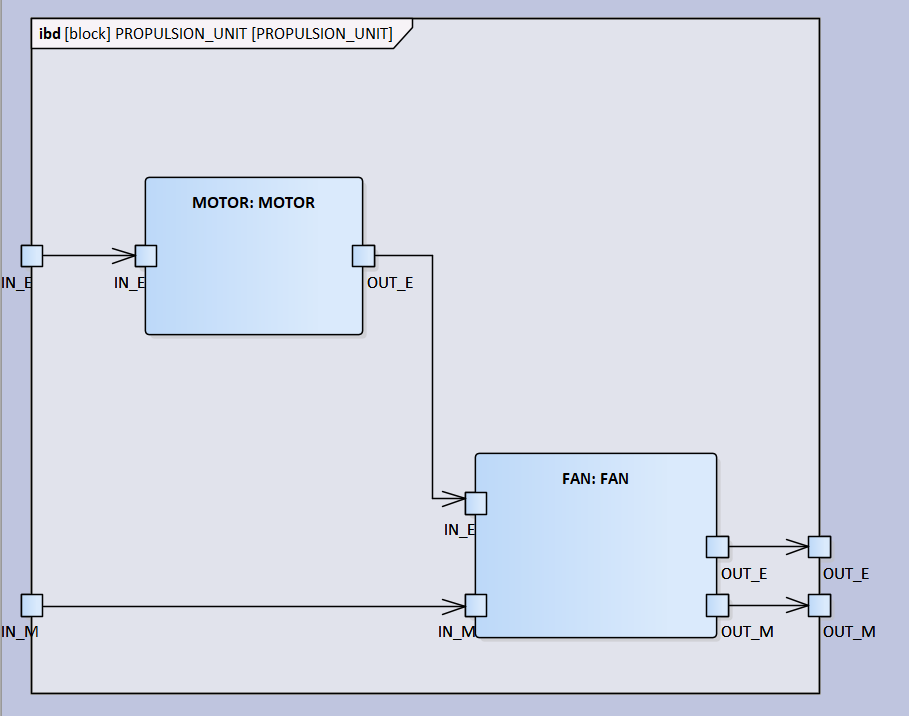 ibd [block] PROPULSION_UNIT [PROPULSION_UNIT]
MOTOR: MOTOR
IN_E
IN_E
OUT_E
FAN: FAN
IN_E
OUT_E
OUT_E
IN_M
IN_M
OUT_M
OUT_M